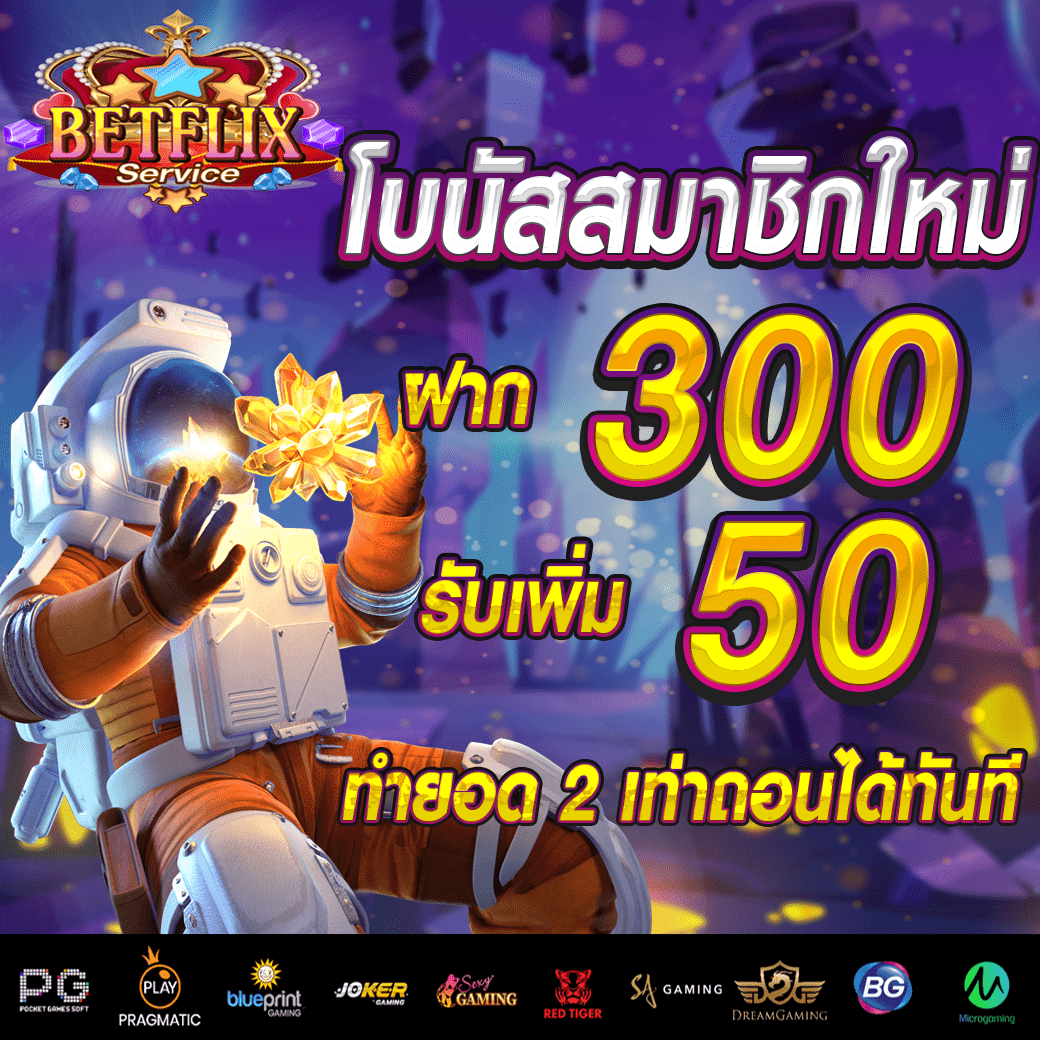 BETFLIX
Service
โบนัสสมาชิกใหม่
ฝาก 300
รับเพิ่ม 50
ทำยอด 2 เท่าถอนได้ทันที
PG
POCKET GAMES SOFT
PLAY
PRAGMATIC
blueprint
GAMING
JOKER
GAMING
Sexy
GAMING
RED TIGER
SA GAMING
DREAMGAMING
BG
Microgaming